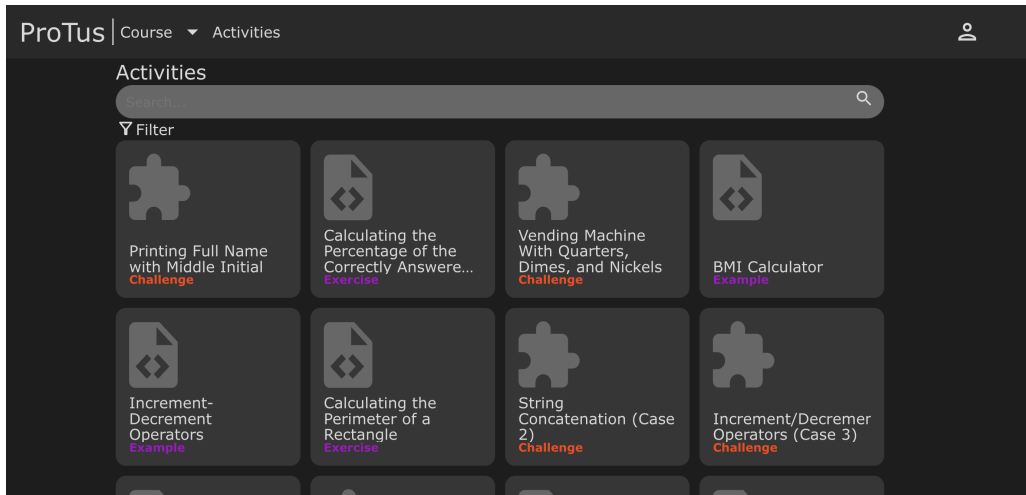 ProTus Course Activities
Activities
Search...
Filter
Printing Full Name
with Middle Initial
Challenge
Calculating the
Percentage of the
Correctly Answere...
Exercise
Vending Machine
With Quarters,
Dimes, and Nickels
Challenge
BMI Calculator
Example
Increment-
Decrement
Operators
Example
Calculating the
Perimeter of a
Rectangle
Exercise
String
Concatenation (Case
2)
Challenge
Increment/Decremer
Operators (Case 3)
Challenge